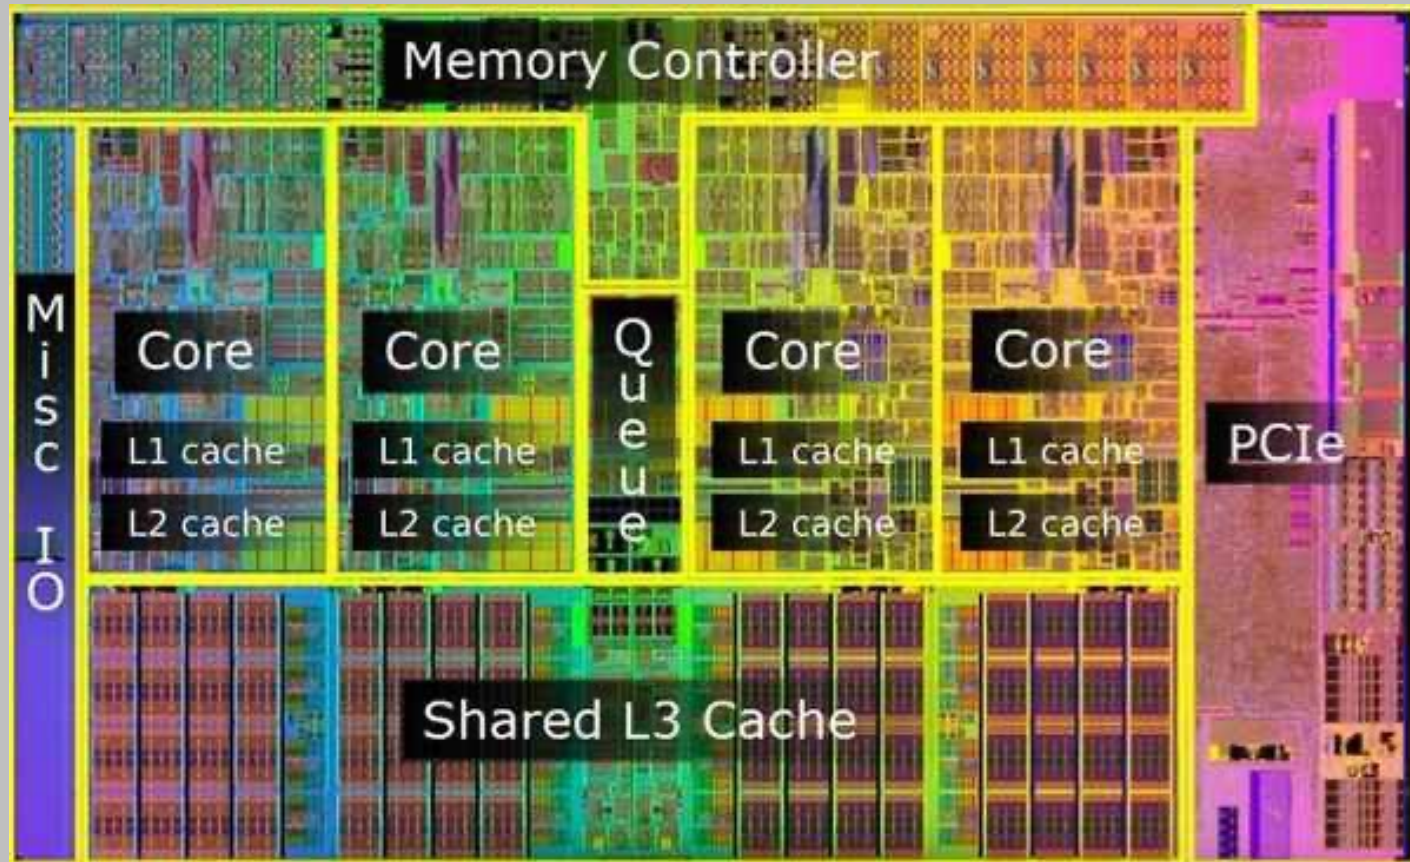 Memory Controller
Misc IO
Core
Core
Queue
Core
Core
L1 cache
L1 cache
L1 cache
L1 cache
PCIe
L2 cache
L2 cache
L2 cache
L2 cache
Shared L3 Cache